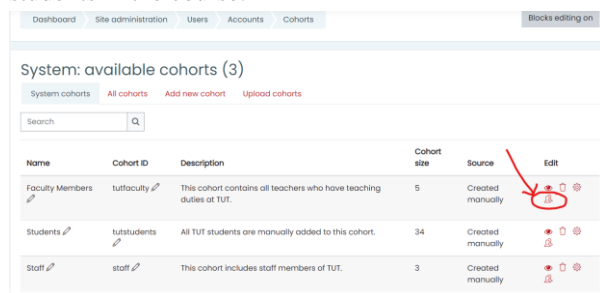 Dashboard Site administration Users Accounts Cohorts Blocks editing on
System: available cohorts (3)
System cohorts All cohorts Add new cohort Upload cohorts
Search
Name Cohort ID Description Cohort size Source Edit
Faculty Members tutfaculty This cohort contains all teachers who have teaching duties at TUT. 5 Created manually
Students tutstudents All TUT students are manually added to this cohort. 34 Created manually
Staff staff This cohort includes staff members of TUT. 3 Created manually